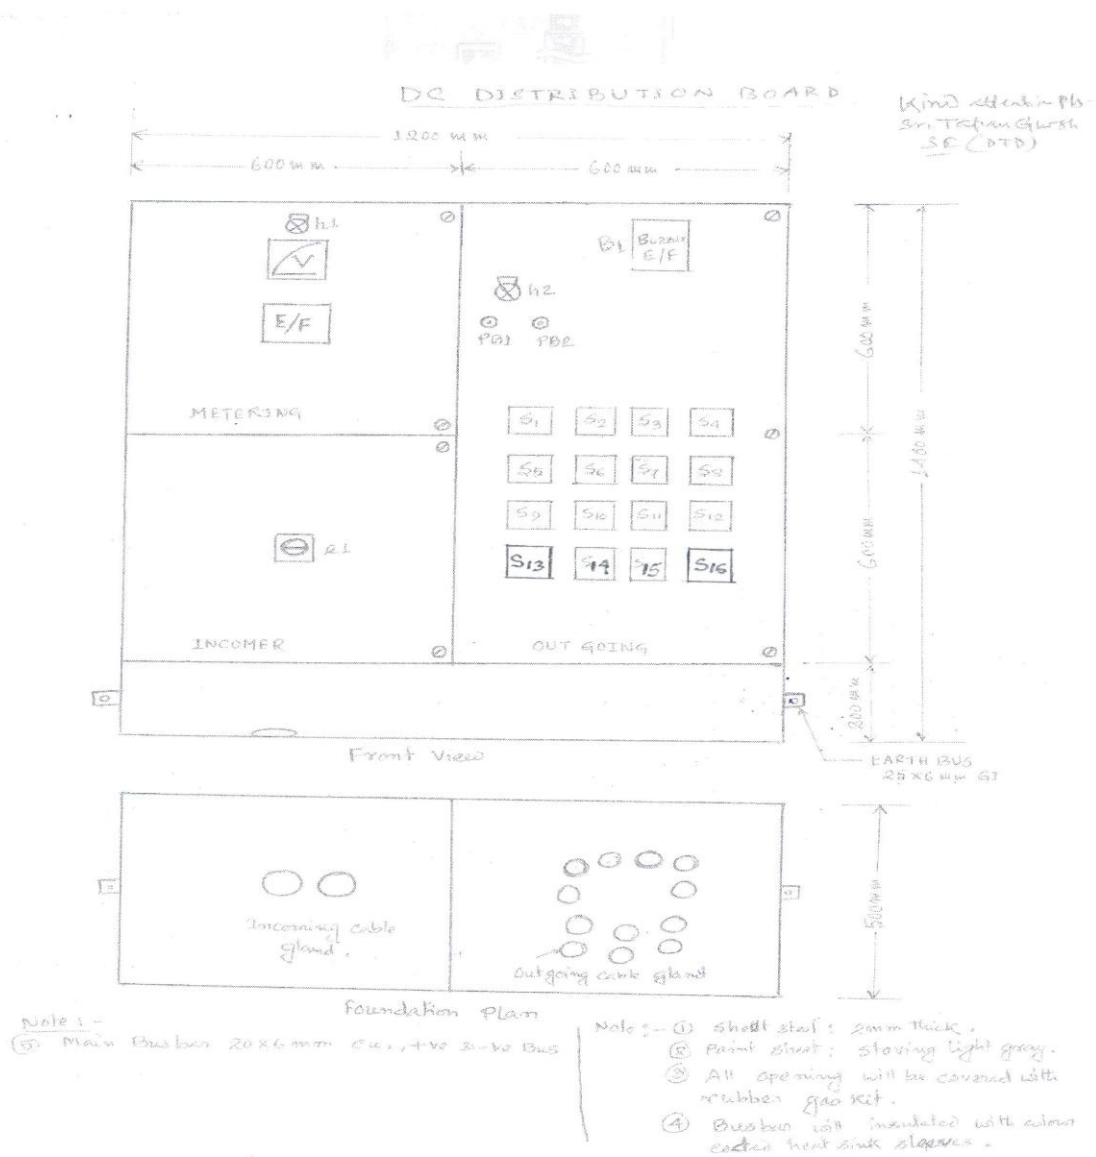 DC DISTRIBUTION BOARD
Kind attention Pls-
Sri. Tapan Ghosh
SE (DTD)
1200 mm
600 mm
600 mm
h1
V
E/F
METERING
B1
Buzzer
E/F
h2
PB1 PB2
S1 S2 S3 S4
S5 S6 S7 S8
S9 S10 S11 S12
S13 S14 S15 S16
INCOMER
OUT GOING
600 mm
600 mm
200 mm
1400 mm
Front View
EARTH BUS
25 x 6 mm GI
Incoming cable
gland.
Outgoing cable gland
500 mm
Foundation Plan
Note :-
⑤ Main Busbar 20x6 mm cu., +ve & -ve Bus
Note :- ① Sheet steel : 2mm thick.
② Paint : stoving light gray.
③ All opening will be covered with
rubber gasket.
④ Busbar will insulated with colour
coded heat sink sleeves.